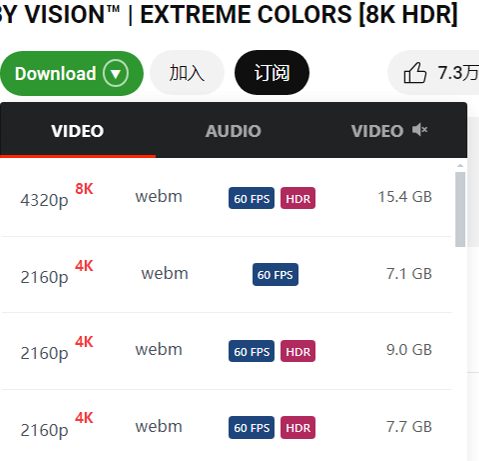 BY VISION™ | EXTREME COLORS [8K HDR]
Download 加入 订阅 7.3万
VIDEO AUDIO VIDEO
4320p 8K webm 60 FPS HDR 15.4 GB
2160p 4K webm 60 FPS 7.1 GB
2160p 4K webm 60 FPS HDR 9.0 GB
2160p 4K webm 60 FPS HDR 7.7 GB